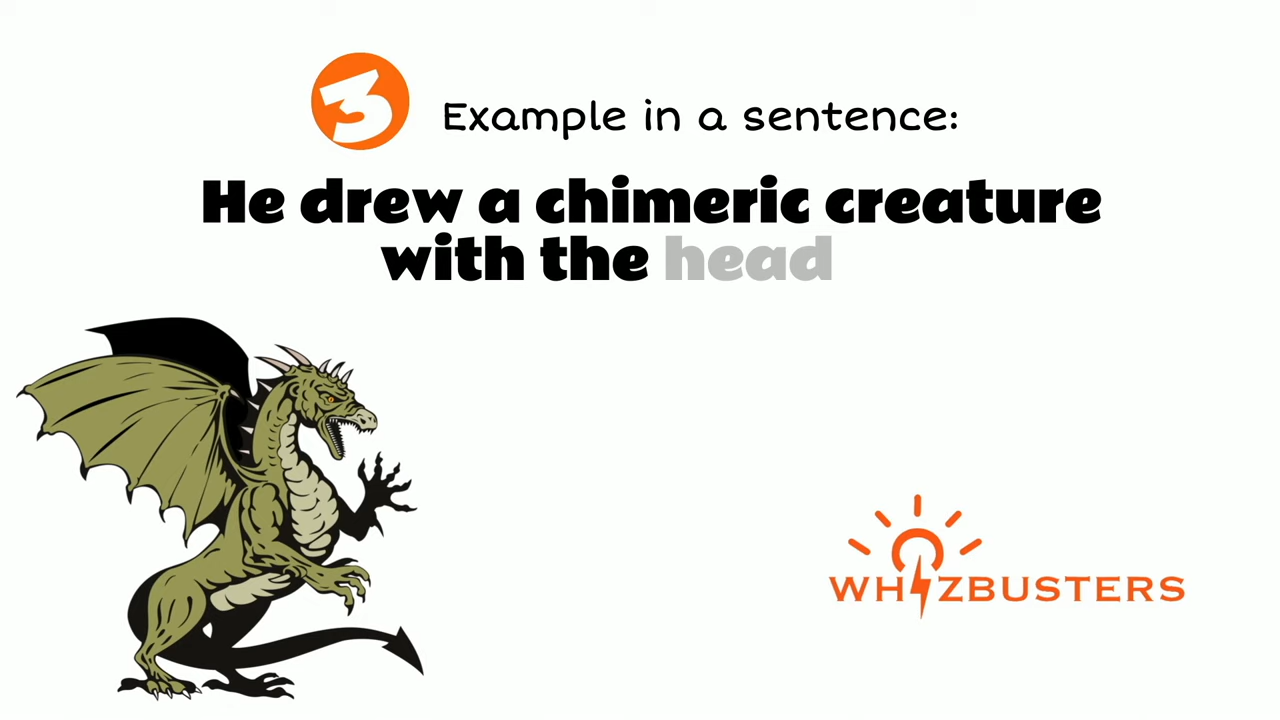 3 Example in a sentence:
He drew a chimeric creature
with the head
WHIZBUSTERS